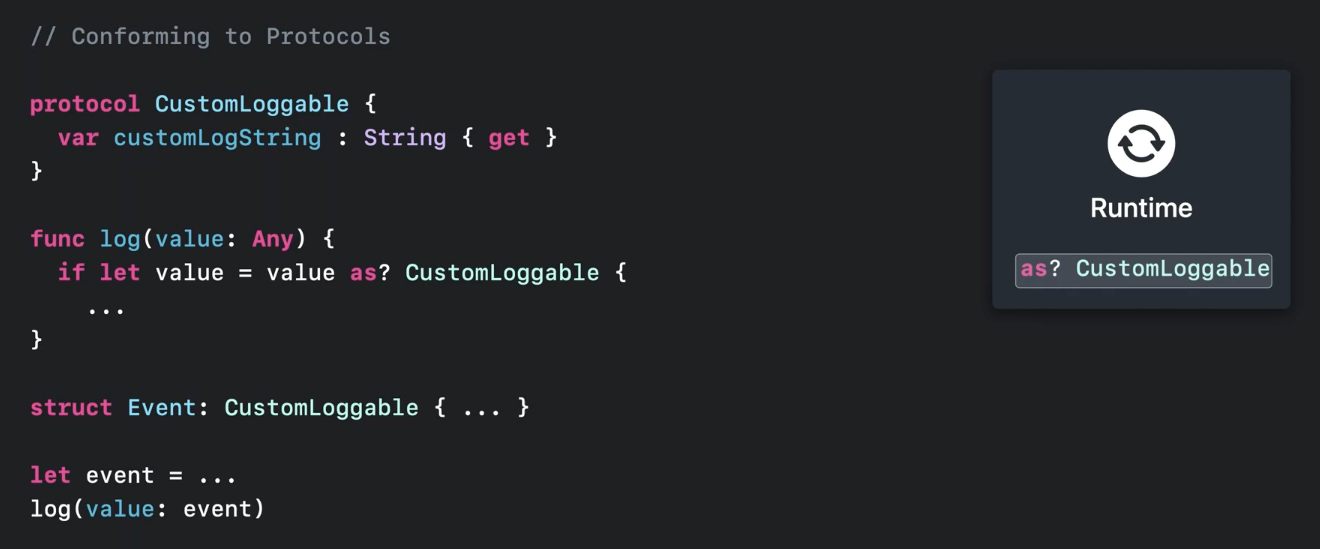 // Conforming to Protocols
protocol CustomLoggable {
  var customLogString : String { get }
}
func log(value: Any) {
  if let value = value as? CustomLoggable {
    ...
}
struct Event: CustomLoggable { ... }
let event = ...
log(value: event)
Runtime
as? CustomLoggable